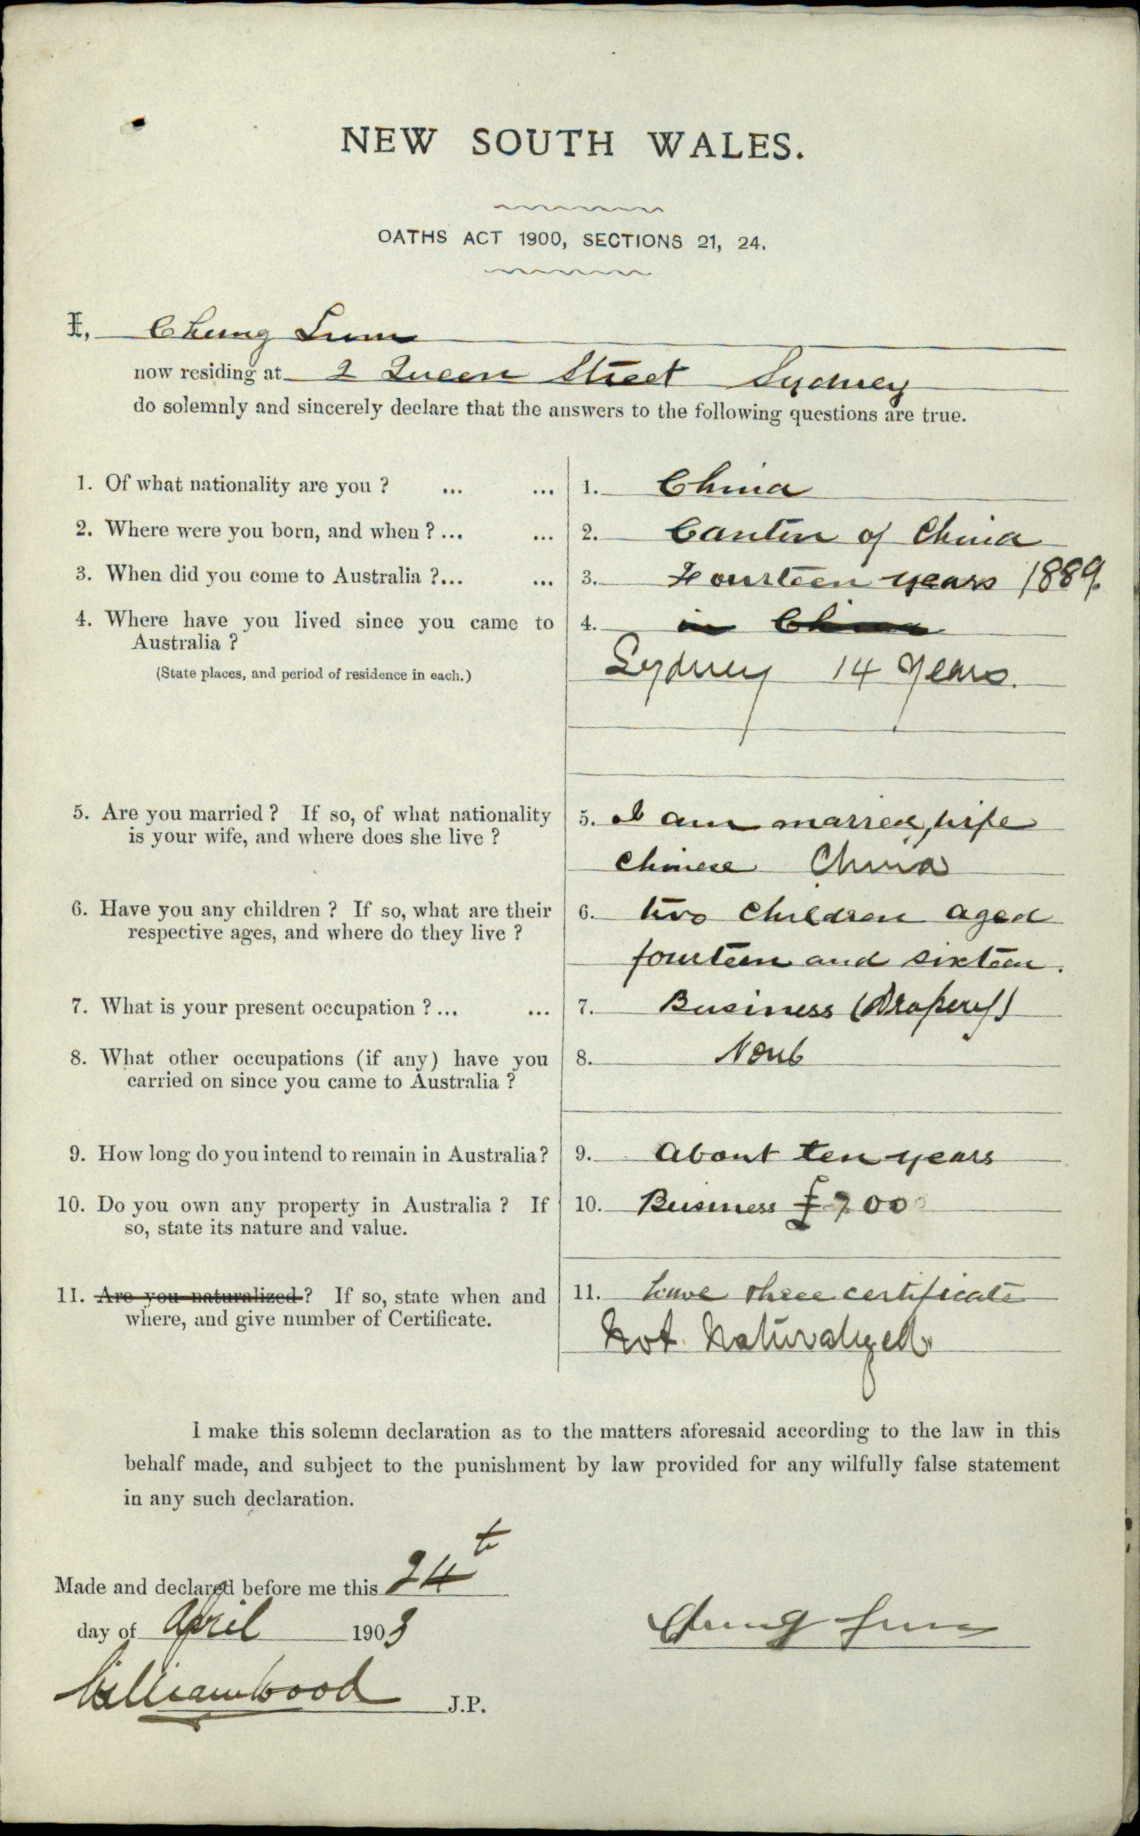 NEW SOUTH WALES.
OATHS ACT 1900, SECTIONS 21, 24.
I, Chung Lum
now residing at 2 Queen Street Sydney
do solemnly and sincerely declare that the answers to the following questions are true.
1. Of what nationality are you ? ... ... 1. China
2. Where were you born, and when ?... ... 2. Canton of China
3. When did you come to Australia ?... ... 3. Fourteen years 1889.
4. Where have you lived since you came to 4. in China
Australia ?
(State places, and period of residence in each.) Sydney 14 Years.
5. Are you married ? If so, of what nationality 5. I am married, wife
is your wife, and where does she live ? Chinese China
6. Have you any children ? If so, what are their 6. two children aged
respective ages, and where do they live ? fourteen and sixteen.
7. What is your present occupation ?... ... 7. Business (Drapery)
8. What other occupations (if any) have you 8. None
carried on since you came to Australia ?
9. How long do you intend to remain in Australia? 9. About ten years
10. Do you own any property in Australia ? If 10. Business £
so, state its nature and value.
11. Are you naturalized ? If so, state when and 11. have three certificate
where, and give number of Certificate. Not Naturalized.
I make this solemn declaration as to the matters aforesaid according to the law in this
behalf made, and subject to the punishment by law provided for any wilfully false statement
in any such declaration.
Made and declared before me this 24th
day of April 1903
Chung Lum
William Wood J.P.